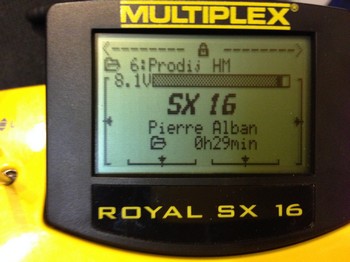 MULTIPLEX®
6:Prodij HM
8.1V
SX 16
Pierre Alban
0h29min
ROYAL SX 16